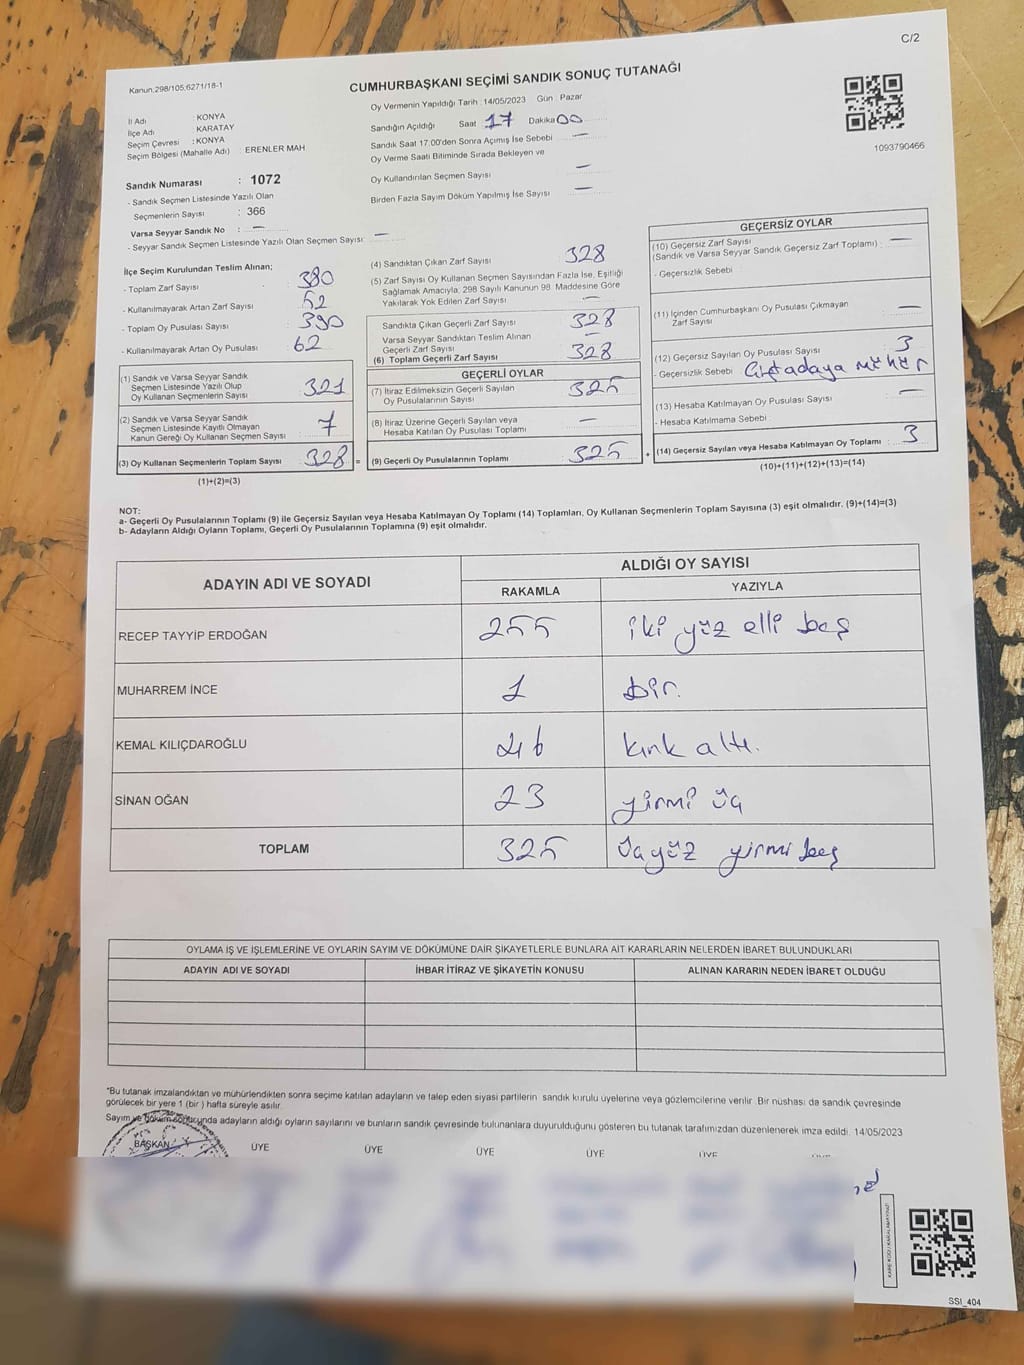 C/2
Kanun.298/105,6271/18-1
CUMHURBAŞKANI SEÇİMİ SANDIK SONUÇ TUTANAĞI
Oy Vermenin Yapıldığı Tarih : 14/05/2023 Gün : Pazar
İl Adı : KONYA
İlçe Adı : KARATAY
Seçim Çevresi : KONYA
Seçim Bölgesi (Mahalle Adı) : ERENLER MAH
Sandığın Açıldığı Saat 17 Dakika 00
Sandık Saat 17:00'den Sonra Açımış İse Sebebi —
Oy Verme Saati Bitiminde Sırada Bekleyen ve
Oy Kullandırılan Seçmen Sayısı —
Birden Fazla Sayım Döküm Yapılmış İse Sayısı —
1093790466
Sandık Numarası : 1072
- Sandık Seçmen Listesinde Yazılı Olan
Seçmenlerin Sayısı : 366
Varsa Seyyar Sandık No : —
- Seyyar Sandık Seçmen Listesinde Yazılı Olan Seçmen Sayısı: —
İlçe Seçim Kurulundan Teslim Alınan;
- Toplam Zarf Sayısı : 380
- Kullanılmayarak Artan Zarf Sayısı : 52
- Toplam Oy Pusulası Sayısı : 390
- Kullanılmayarak Artan Oy Pusulası : 62
(1) Sandık ve Varsa Seyyar Sandık
Seçmen Listesinde Yazılı Olup
Oy Kullanan Seçmenlerin Sayısı : 321
(2) Sandık ve Varsa Seyyar Sandık
Seçmen Listesinde Kayıtlı Olmayan
Kanun Gereği Oy Kullanan Seçmen Sayısı : 7
(3) Oy Kullanan Seçmenlerin Toplam Sayısı : 328 =
(1)+(2)=(3)
(4) Sandıktan Çıkan Zarf Sayısı 328
(5) Zarf Sayısı Oy Kullanan Seçmen Sayısından Fazla İse, Eşitliği
Sağlamak Amacıyla; 298 Sayılı Kanunun 98. Maddesine Göre
Yakılarak Yok Edilen Zarf Sayısı —
Sandıkta Çıkan Geçerli Zarf Sayısı 328
Varsa Seyyar Sandıktan Teslim Alınan
Geçerli Zarf Sayısı —
(6) Toplam Geçerli Zarf Sayısı 328
GEÇERLİ OYLAR
(7) İtiraz Edilmeksizin Geçerli Sayılan
Oy Pusulalarının Sayısı : 325
(8) İtiraz Üzerine Geçerli Sayılan veya
Hesaba Katılan Oy Pusulası Toplamı : —
(9) Geçerli Oy Pusulalarının Toplamı : 325 +
GEÇERSİZ OYLAR
(10) Geçersiz Zarf Sayısı
(Sandık ve Varsa Seyyar Sandık Geçersiz Zarf Toplamı) : —
- Geçersizlik Sebebi
(11) İçinden Cumhurbaşkanı Oy Pusulası Çıkmayan
Zarf Sayısı —
(12) Geçersiz Sayılan Oy Pusulası Sayısı : 3
- Geçersizlik Sebebi Çift adaya mühür
(13) Hesaba Katılmayan Oy Pusulası Sayısı : —
- Hesaba Katılmama Sebebi
(14) Geçersiz Sayılan veya Hesaba Katılmayan Oy Toplamı : 3
(10)+(11)+(12)+(13)=(14)
NOT:
a- Geçerli Oy Pusulalarının Toplamı (9) ile Geçersiz Sayılan veya Hesaba Katılmayan Oy Toplamı (14) Toplamları, Oy Kullanan Seçmenlerin Toplam Sayısına (3) eşit olmalıdır. (9)+(14)=(3)
b- Adayların Aldığı Oyların Toplamı, Geçerli Oy Pusulalarının Toplamına (9) eşit olmalıdır.
ADAYIN ADI VE SOYADI ALDIĞI OY SAYISI
RAKAMLA YAZIYLA
RECEP TAYYİP ERDOĞAN 255 iki yüz elli beş
MUHARREM İNCE 1 bir.
KEMAL KILIÇDAROĞLU 46 kırık altı.
SİNAN OĞAN 23 yirmi üç
TOPLAM 325 üçyüz yirmi beş
OYLAMA İŞ VE İŞLEMLERİNE VE OYLARIN SAYIM VE DÖKÜMÜNE DAİR ŞİKAYETLERLE BUNLARA AİT KARARLARIN NELERDEN İBARET BULUNDUKLARI
ADAYIN ADI VE SOYADI İHBAR İTİRAZ VE ŞİKAYETİN KONUSU ALINAN KARARIN NEDEN İBARET OLDUĞU
*Bu tutanak imzalandıktan ve mühürlendikten sonra seçime katılan adayların ve talep eden siyasi partilerin sandık kurulu üyelerine veya gözlemcilerine verilir. Bir nüshası da sandık çevresinde
görülecek bir yere 1 (bir ) hafta süreyle asılır.
Sayım ve döküm sonucunda adayların aldığı oyların sayılarını ve bunların sandık çevresinde bulunanlara duyurulduğunu gösteren bu tutanak tarafımızdan düzenlenerek imza edildi. 14/05/2023
BAŞKAN ÜYE ÜYE ÜYE ÜYE ÜYE ÜYE
SSI_404